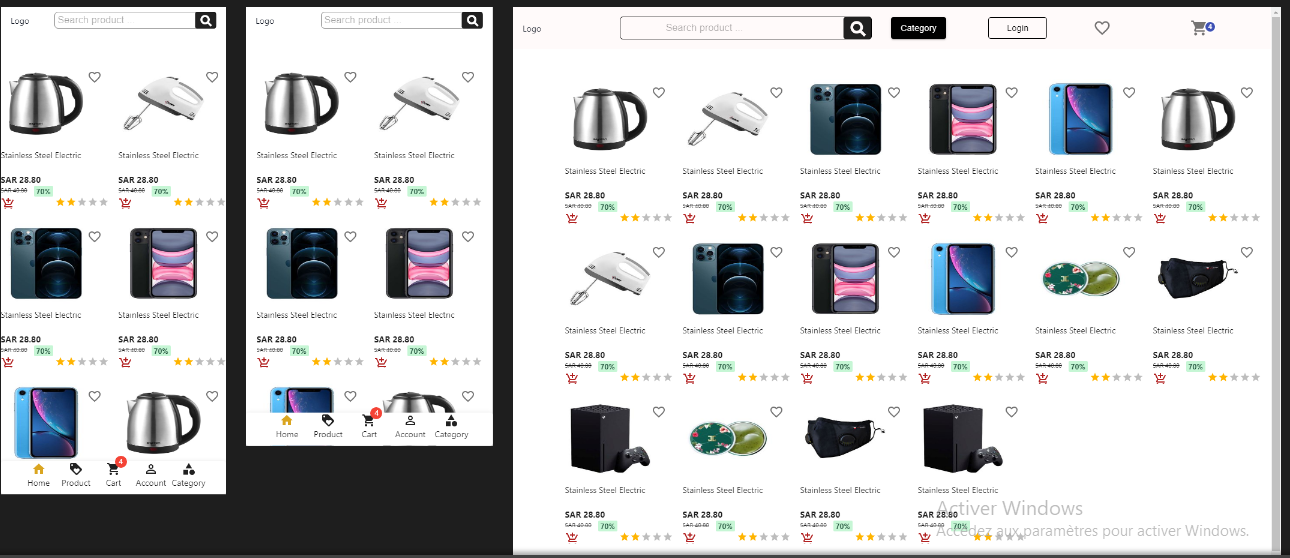 Logo
Search product ...
Stainless Steel Electric
Stainless Steel Electric
SAR 28.80
SAR 28.80
SAR 40.00 70%
SAR 40.00 70%
Stainless Steel Electric
Stainless Steel Electric
SAR 28.80
SAR 28.80
SAR 40.00 70%
SAR 40.00 70%
4
Home Product Cart Account Category
Logo
Search product ...
Stainless Steel Electric
Stainless Steel Electric
SAR 28.80
SAR 28.80
SAR 40.00 70%
SAR 40.00 70%
Stainless Steel Electric
Stainless Steel Electric
SAR 28.80
SAR 28.80
SAR 40.00 70%
SAR 40.00 70%
4
Home Product Cart Account Category
Logo
Search product ...
Category
Login
4
Stainless Steel Electric Stainless Steel Electric Stainless Steel Electric Stainless Steel Electric Stainless Steel Electric Stainless Steel Electric
SAR 28.80 SAR 28.80 SAR 28.80 SAR 28.80 SAR 28.80 SAR 28.80
SAR 40.00 70% SAR 40.00 70% SAR 40.00 70% SAR 40.00 70% SAR 40.00 70% SAR 40.00 70%
Stainless Steel Electric Stainless Steel Electric Stainless Steel Electric Stainless Steel Electric Stainless Steel Electric Stainless Steel Electric
SAR 28.80 SAR 28.80 SAR 28.80 SAR 28.80 SAR 28.80 SAR 28.80
SAR 40.00 70% SAR 40.00 70% SAR 40.00 70% SAR 40.00 70% SAR 40.00 70% SAR 40.00 70%
Stainless Steel Electric Stainless Steel Electric Stainless Steel Electric Stainless Steel Electric
SAR 28.80 SAR 28.80 SAR 28.80 SAR 28.80
SAR 40.00 70% SAR 40.00 70% SAR 40.00 70% SAR 40.00 70%
Activer Windows
Accédez aux paramètres pour activer Windows.